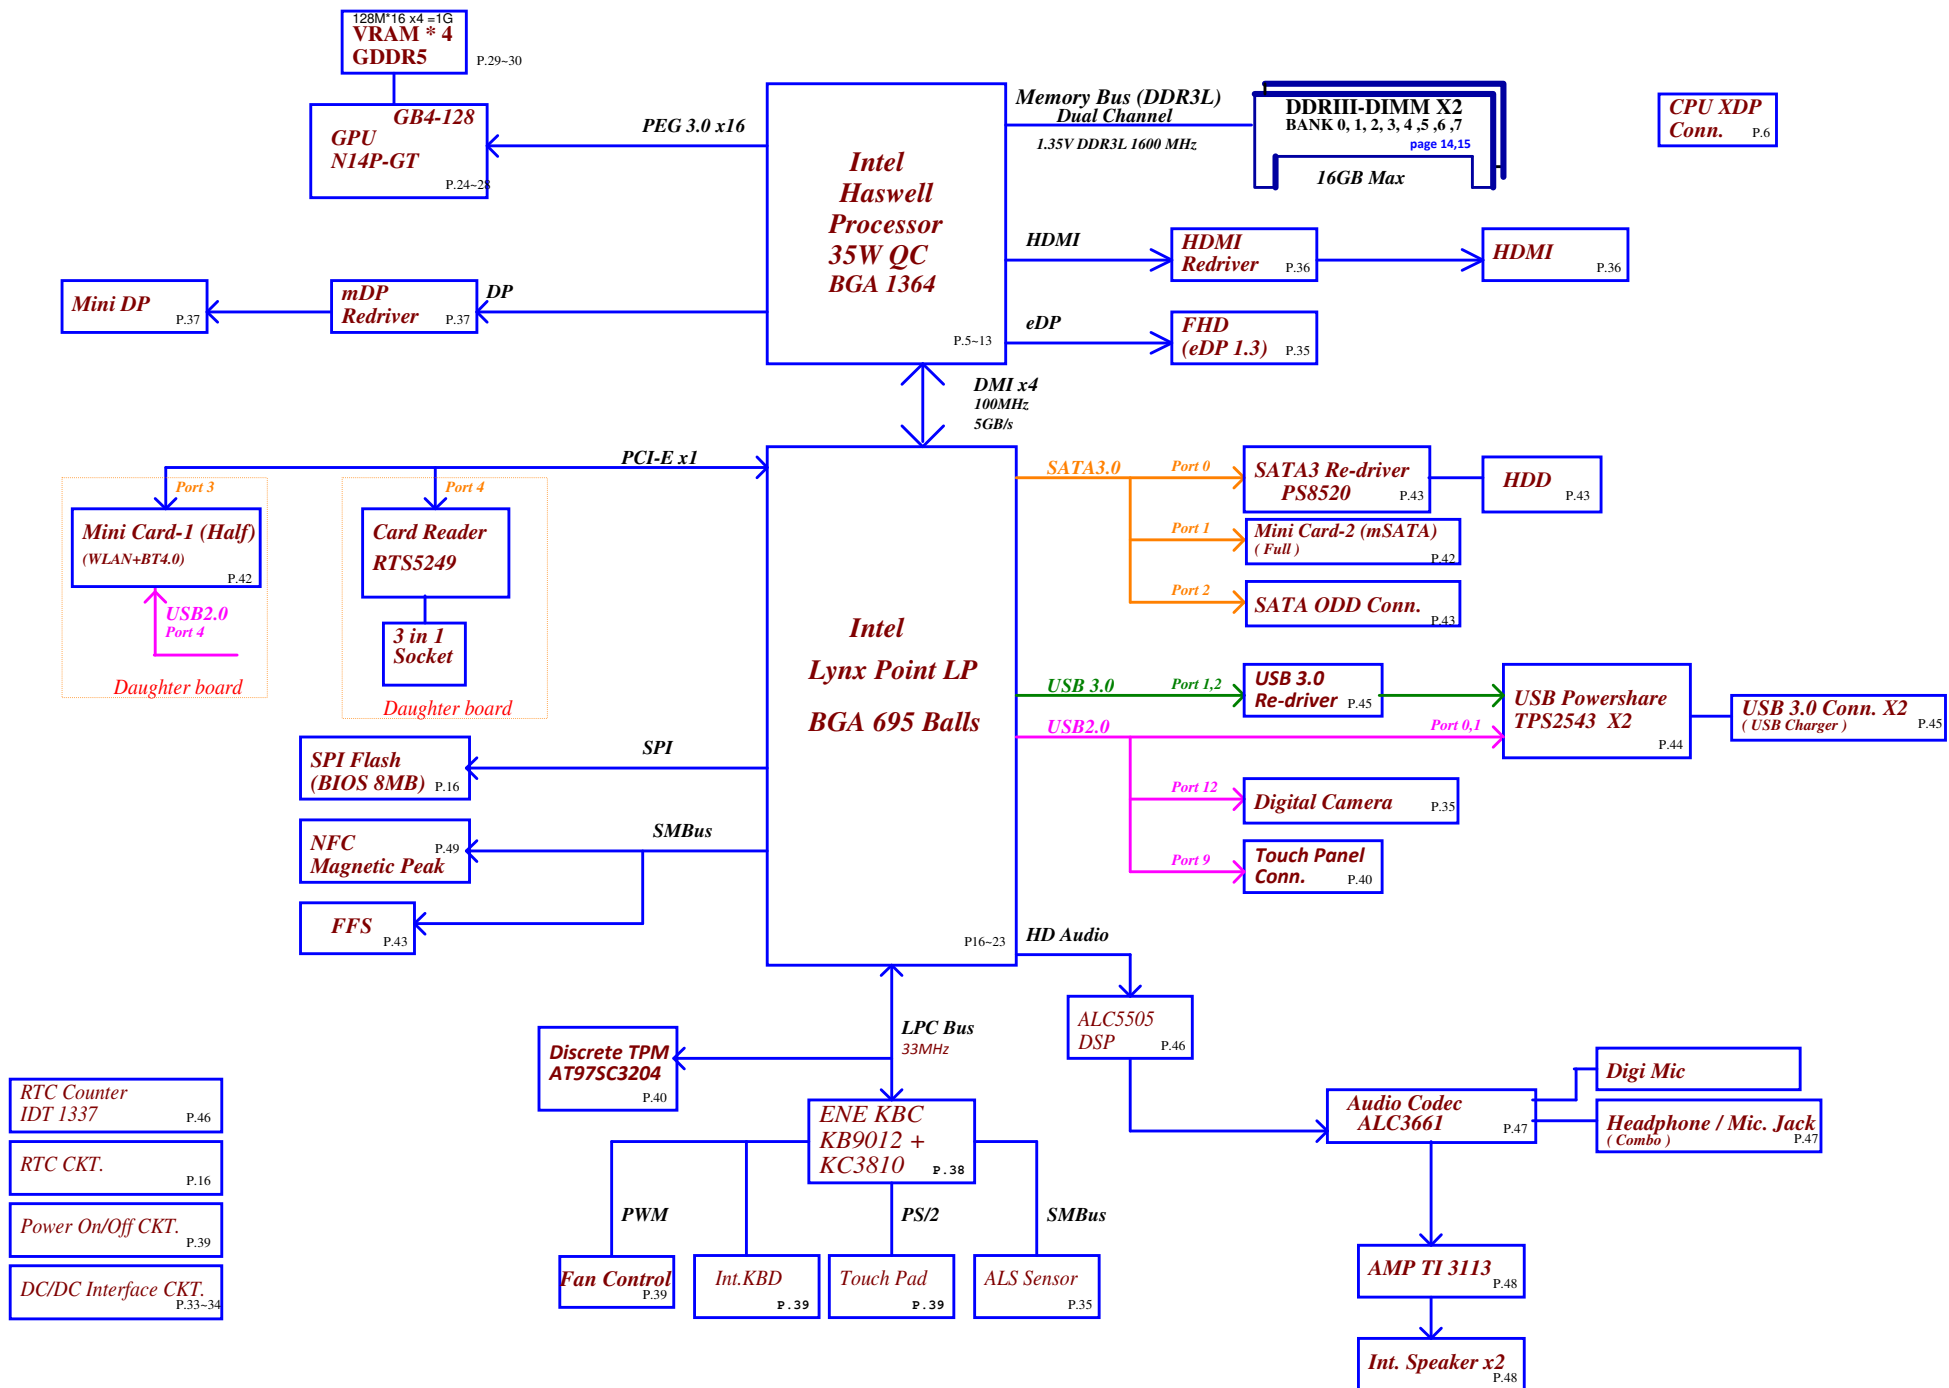 128M*16 x4 =1G
VRAM * 4
GDDR5
P.29~30
GB4-128
GPU
N14P-GT
P.24~28
PEG 3.0 x16
Intel
Haswell
Processor
35W QC
BGA 1364
P.5~13
Memory Bus (DDR3L)
Dual Channel
1.35V DDR3L 1600 MHz
DDRIII-DIMM X2
BANK 0, 1, 2, 3, 4 ,5 ,6 ,7
page 14,15
16GB Max
CPU XDP
Conn.
P.6
HDMI
HDMI
Redriver
P.36
HDMI
P.36
Mini DP
P.37
mDP
Redriver
P.37
DP
eDP
FHD
(eDP 1.3)
P.35
DMI x4
100MHz
5GB/s
PCI-E x1
Port 3
Mini Card-1 (Half)
(WLAN+BT4.0)
P.42
USB2.0
Port 4
Daughter board
Port 4
Card Reader
RTS5249
3 in 1
Socket
Daughter board
Intel
Lynx Point LP
BGA 695 Balls
P16~23
SATA3.0
Port 0
SATA3 Re-driver
PS8520
P.43
HDD
P.43
Port 1
Mini Card-2 (mSATA)
( Full )
P.42
Port 2
SATA ODD Conn.
P.43
USB 3.0
Port 1,2
USB 3.0
Re-driver
P.45
USB Powershare
TPS2543  X2
P.44
USB 3.0 Conn. X2
( USB Charger )
P.45
USB2.0
Port 0,1
Port 12
Digital Camera
P.35
Port 9
Touch Panel
Conn.
P.40
SPI
SPI Flash
(BIOS 8MB)
P.16
SMBus
NFC
Magnetic Peak
P.49
FFS
P.43
HD Audio
ALC5505
DSP
P.46
LPC Bus
33MHz
Discrete TPM
AT97SC3204
P.40
ENE KBC
KB9012 +
KC3810
P.38
PWM
PS/2
SMBus
Fan Control
P.39
Int.KBD
P.39
Touch Pad
P.39
ALS Sensor
P.35
Audio Codec
ALC3661
P.47
Digi Mic
Headphone / Mic. Jack
( Combo )
P.47
AMP TI 3113
P.48
Int. Speaker x2
P.48
RTC Counter
IDT 1337
P.46
RTC CKT.
P.16
Power On/Off CKT.
P.39
DC/DC Interface CKT.
P.33~34